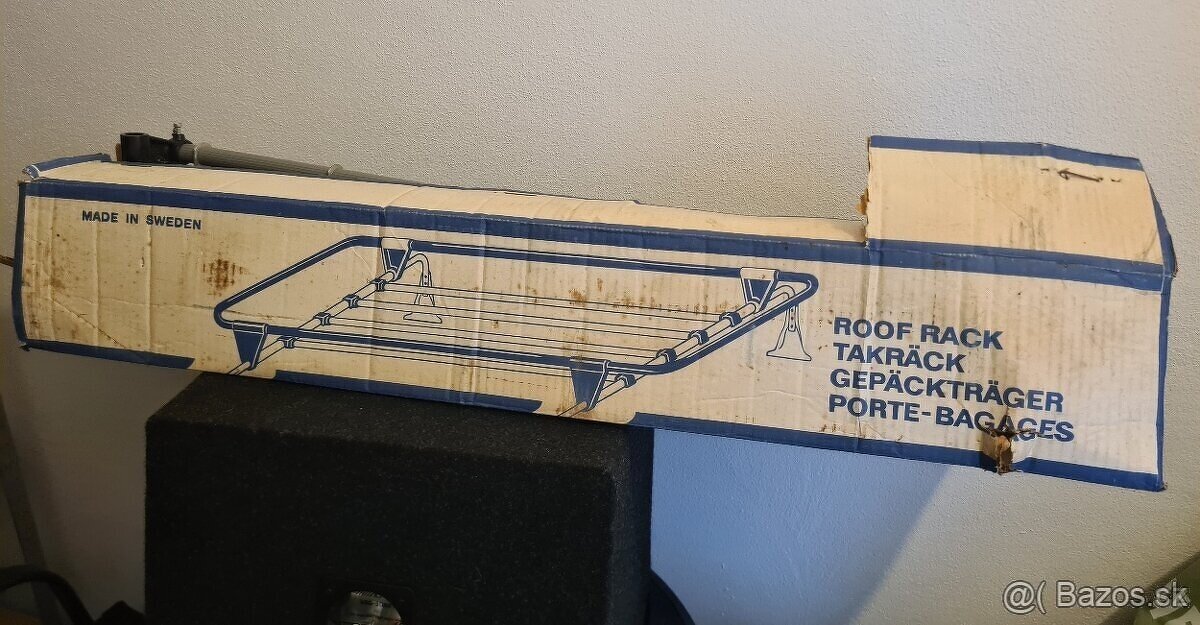 MADE IN SWEDEN
ROOF RACK
TAKRÄCK
GEPÄCKTRÄGER
PORTE-BAGAGES
@( Bazos.sk